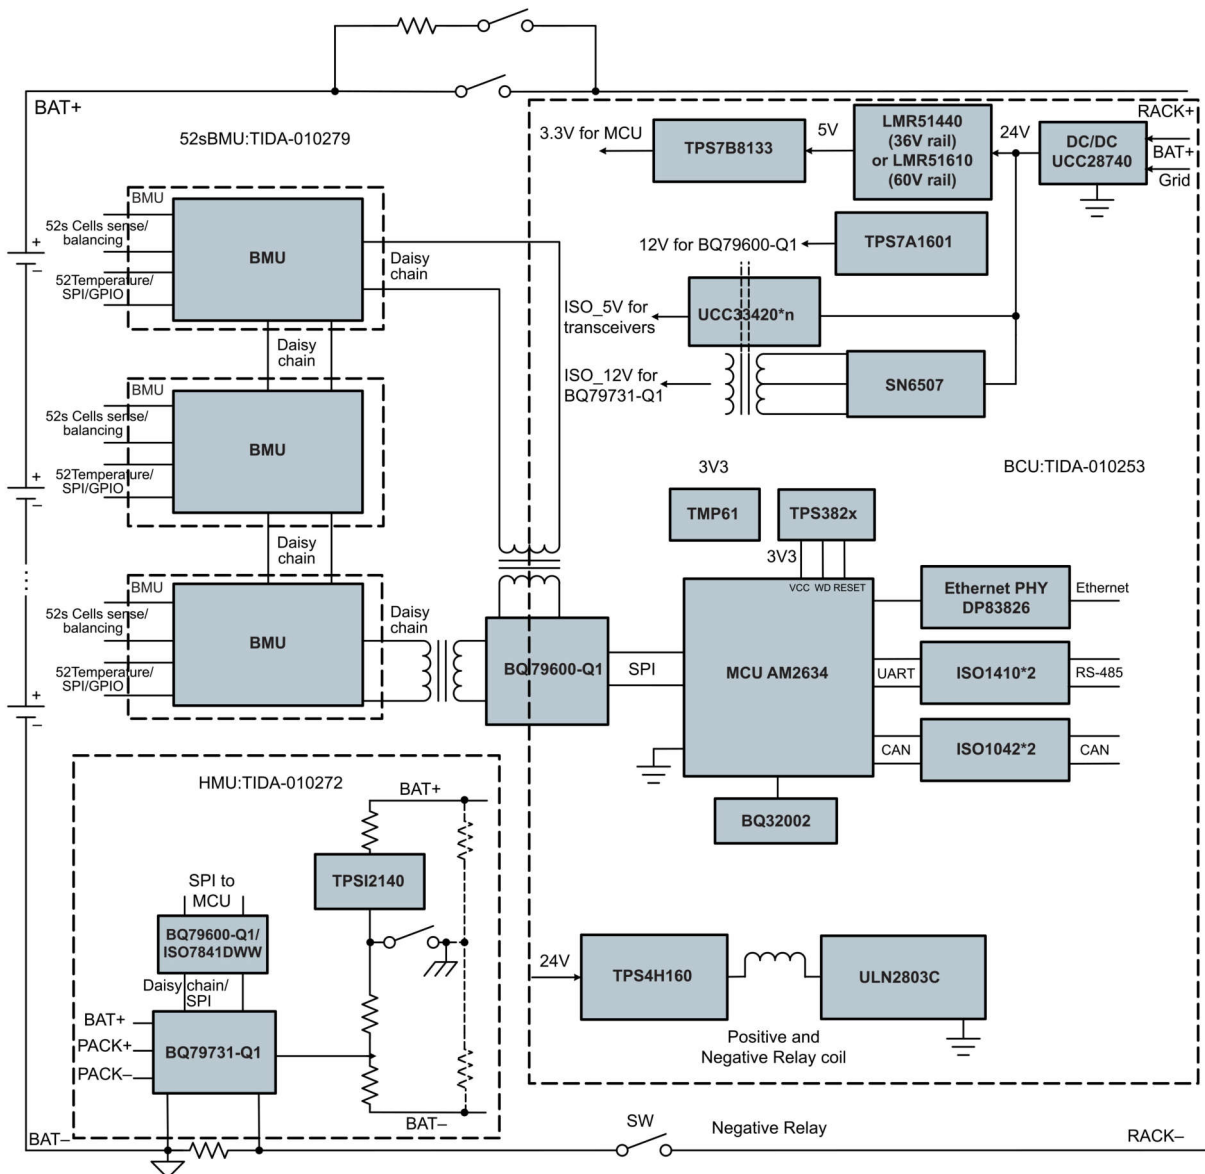 BAT+
52sBMU:TIDA-010279
3.3V for MCU
TPS7B8133
5V
LMR51440
(36V rail)
or LMR51610
(60V rail)
24V
DC/DC
UCC28740
RACK+
BAT+
Grid
12V for BQ79600-Q1
TPS7A1601
ISO_5V for
transceivers
UCC33420*n
ISO_12V for
BQ79731-Q1
SN6507
BMU
52s Cells sense/
balancing
52Temperature/
SPI/GPIO
BMU
Daisy
chain
+
–
Daisy
chain
BMU
52s Cells sense/
balancing
52Temperature/
SPI/GPIO
BMU
+
–
Daisy
chain
BMU
52s Cells sense/
balancing
52Temperature/
SPI/GPIO
BMU
Daisy
chain
+
–
BCU:TIDA-010253
3V3
TMP61
TPS382x
3V3
VCC WD RESET
BQ79600-Q1
SPI
MCU AM2634
Ethernet PHY
DP83826
Ethernet
UART
ISO1410*2
RS-485
CAN
ISO1042*2
CAN
BQ32002
HMU:TIDA-010272
BAT+
TPSI2140
SPI to
MCU
BQ79600-Q1/
ISO7841DWW
Daisy chain/
SPI
BAT+
PACK+
PACK–
BQ79731-Q1
BAT–
24V
TPS4H160
ULN2803C
Positive and
Negative Relay coil
BAT–
SW
Negative Relay
RACK–